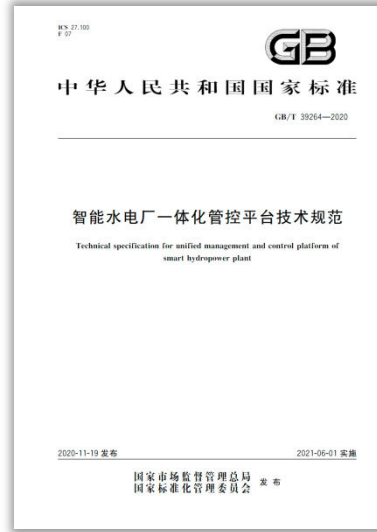 ICS 27.100
F 07
GB
中华人民共和国国家标准
GB/T 39264—2020
智能水电厂一体化管控平台技术规范
Technical specification for unified management and control platform of
smart hydropower plant
2020-11-19 发布
2021-06-01 实施
国家市场监督管理总局
国家标准化管理委员会
发布